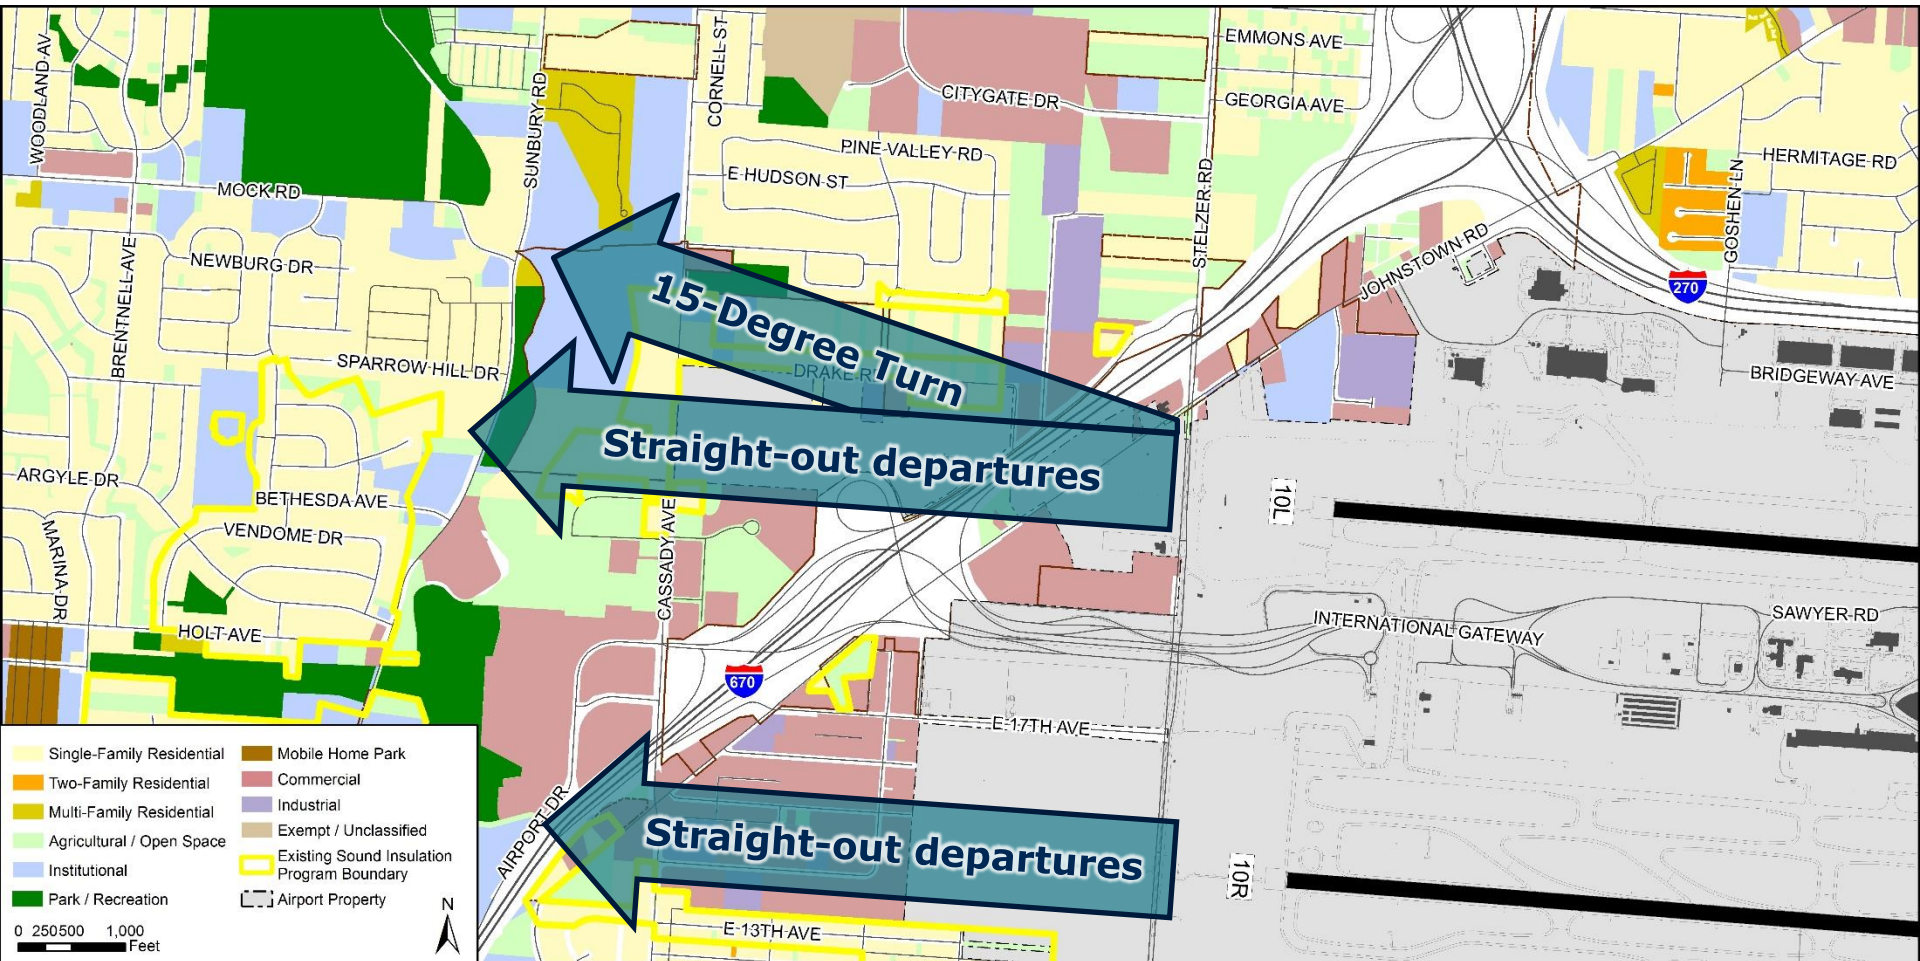 EMMONS AVE
WOODLAND AV
CORNELL ST
SUNBURY RD
CITYGATE DR
GEORGIA AVE
PINE VALLEY RD
HERMITAGE RD
MOCK RD
E HUDSON ST
STELZER RD
GOSHEN LN
NEWBURG DR
BRENTNELL AVE
JOHNSTOWN RD
270
15-Degree Turn
SPARROW HILL DR
DRAKE R
BRIDGEWAY AVE
Straight-out departures
ARGYLE DR
BETHESDA AVE
VENDOME DR
MARINA DR
CASSADY AVE
10L
HOLT AVE
INTERNATIONAL GATEWAY
SAWYER RD
670
E 17TH AVE
AIRPORT DR
Straight-out departures
10R
E 13TH AVE
Single-Family Residential
Two-Family Residential
Multi-Family Residential
Agricultural / Open Space
Institutional
Park / Recreation
Mobile Home Park
Commercial
Industrial
Exempt / Unclassified
Existing Sound Insulation
Program Boundary
Airport Property
N
0 250500 1,000
Feet